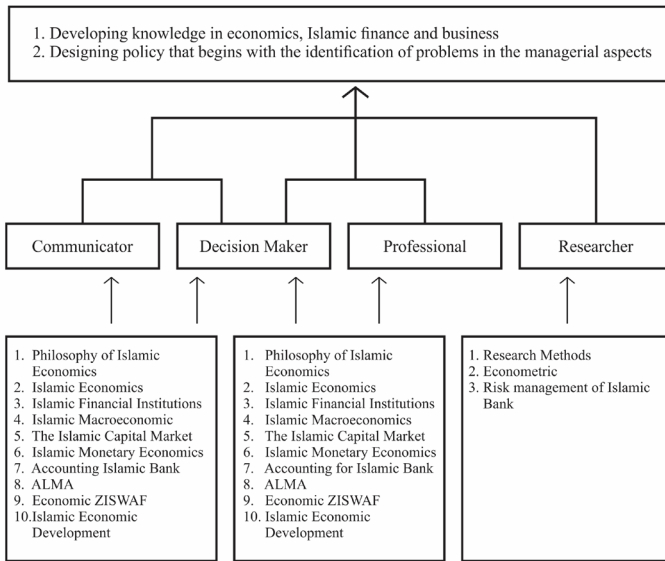 1. Developing knowledge in economics, Islamic finance and business
2. Designing policy that begins with the identification of problems in the managerial aspects
Communicator
Decision Maker
Professional
Researcher
1. Philosophy of Islamic
Economics
2. Islamic Economics
3. Islamic Financial Institutions
4. Islamic Macroeconomic
5. The Islamic Capital Market
6. Islamic Monetary Economics
7. Accounting Islamic Bank
8. ALMA
9. Economic ZISWAF
10.Islamic Economic
Development
1. Philosophy of Islamic
Economics
2. Islamic Economics
3. Islamic Financial Institutions
4. Islamic Macroeconomics
5. The Islamic Capital Market
6. Islamic Monetary Economics
7. Accounting for Islamic Bank
8. ALMA
9. Economic ZISWAF
10. Islamic Economic
Development
1. Research Methods
2. Econometric
3. Risk management of Islamic
Bank